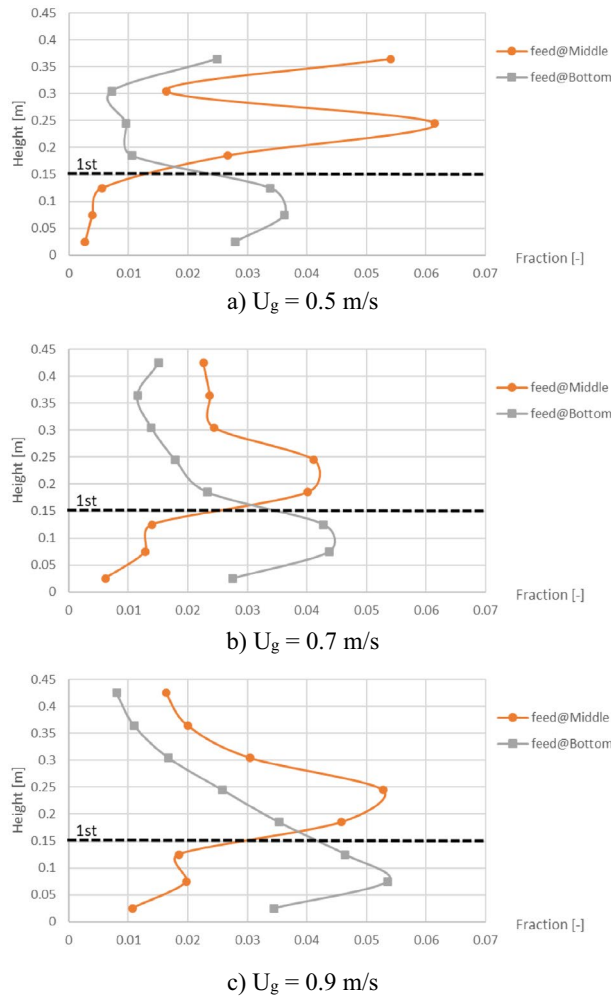 0.45
0.4
0.35
0.3
0.25
0.2
0.15
0.1
0.05
0
Height [m]
1st
feed@Middle
feed@Bottom
0 0.01 0.02 0.03 0.04 0.05 0.06 0.07
Fraction [-]
a) Ug = 0.5 m/s
0.45
0.4
0.35
0.3
0.25
0.2
0.15
0.1
0.05
0
Height [m]
1st
feed@Middle
feed@Bottom
0 0.01 0.02 0.03 0.04 0.05 0.06 0.07
Fraction [-]
b) Ug = 0.7 m/s
0.45
0.4
0.35
0.3
0.25
0.2
0.15
0.1
0.05
0
Height [m]
1st
feed@Middle
feed@Bottom
0 0.01 0.02 0.03 0.04 0.05 0.06 0.07
Fraction [-]
c) Ug = 0.9 m/s